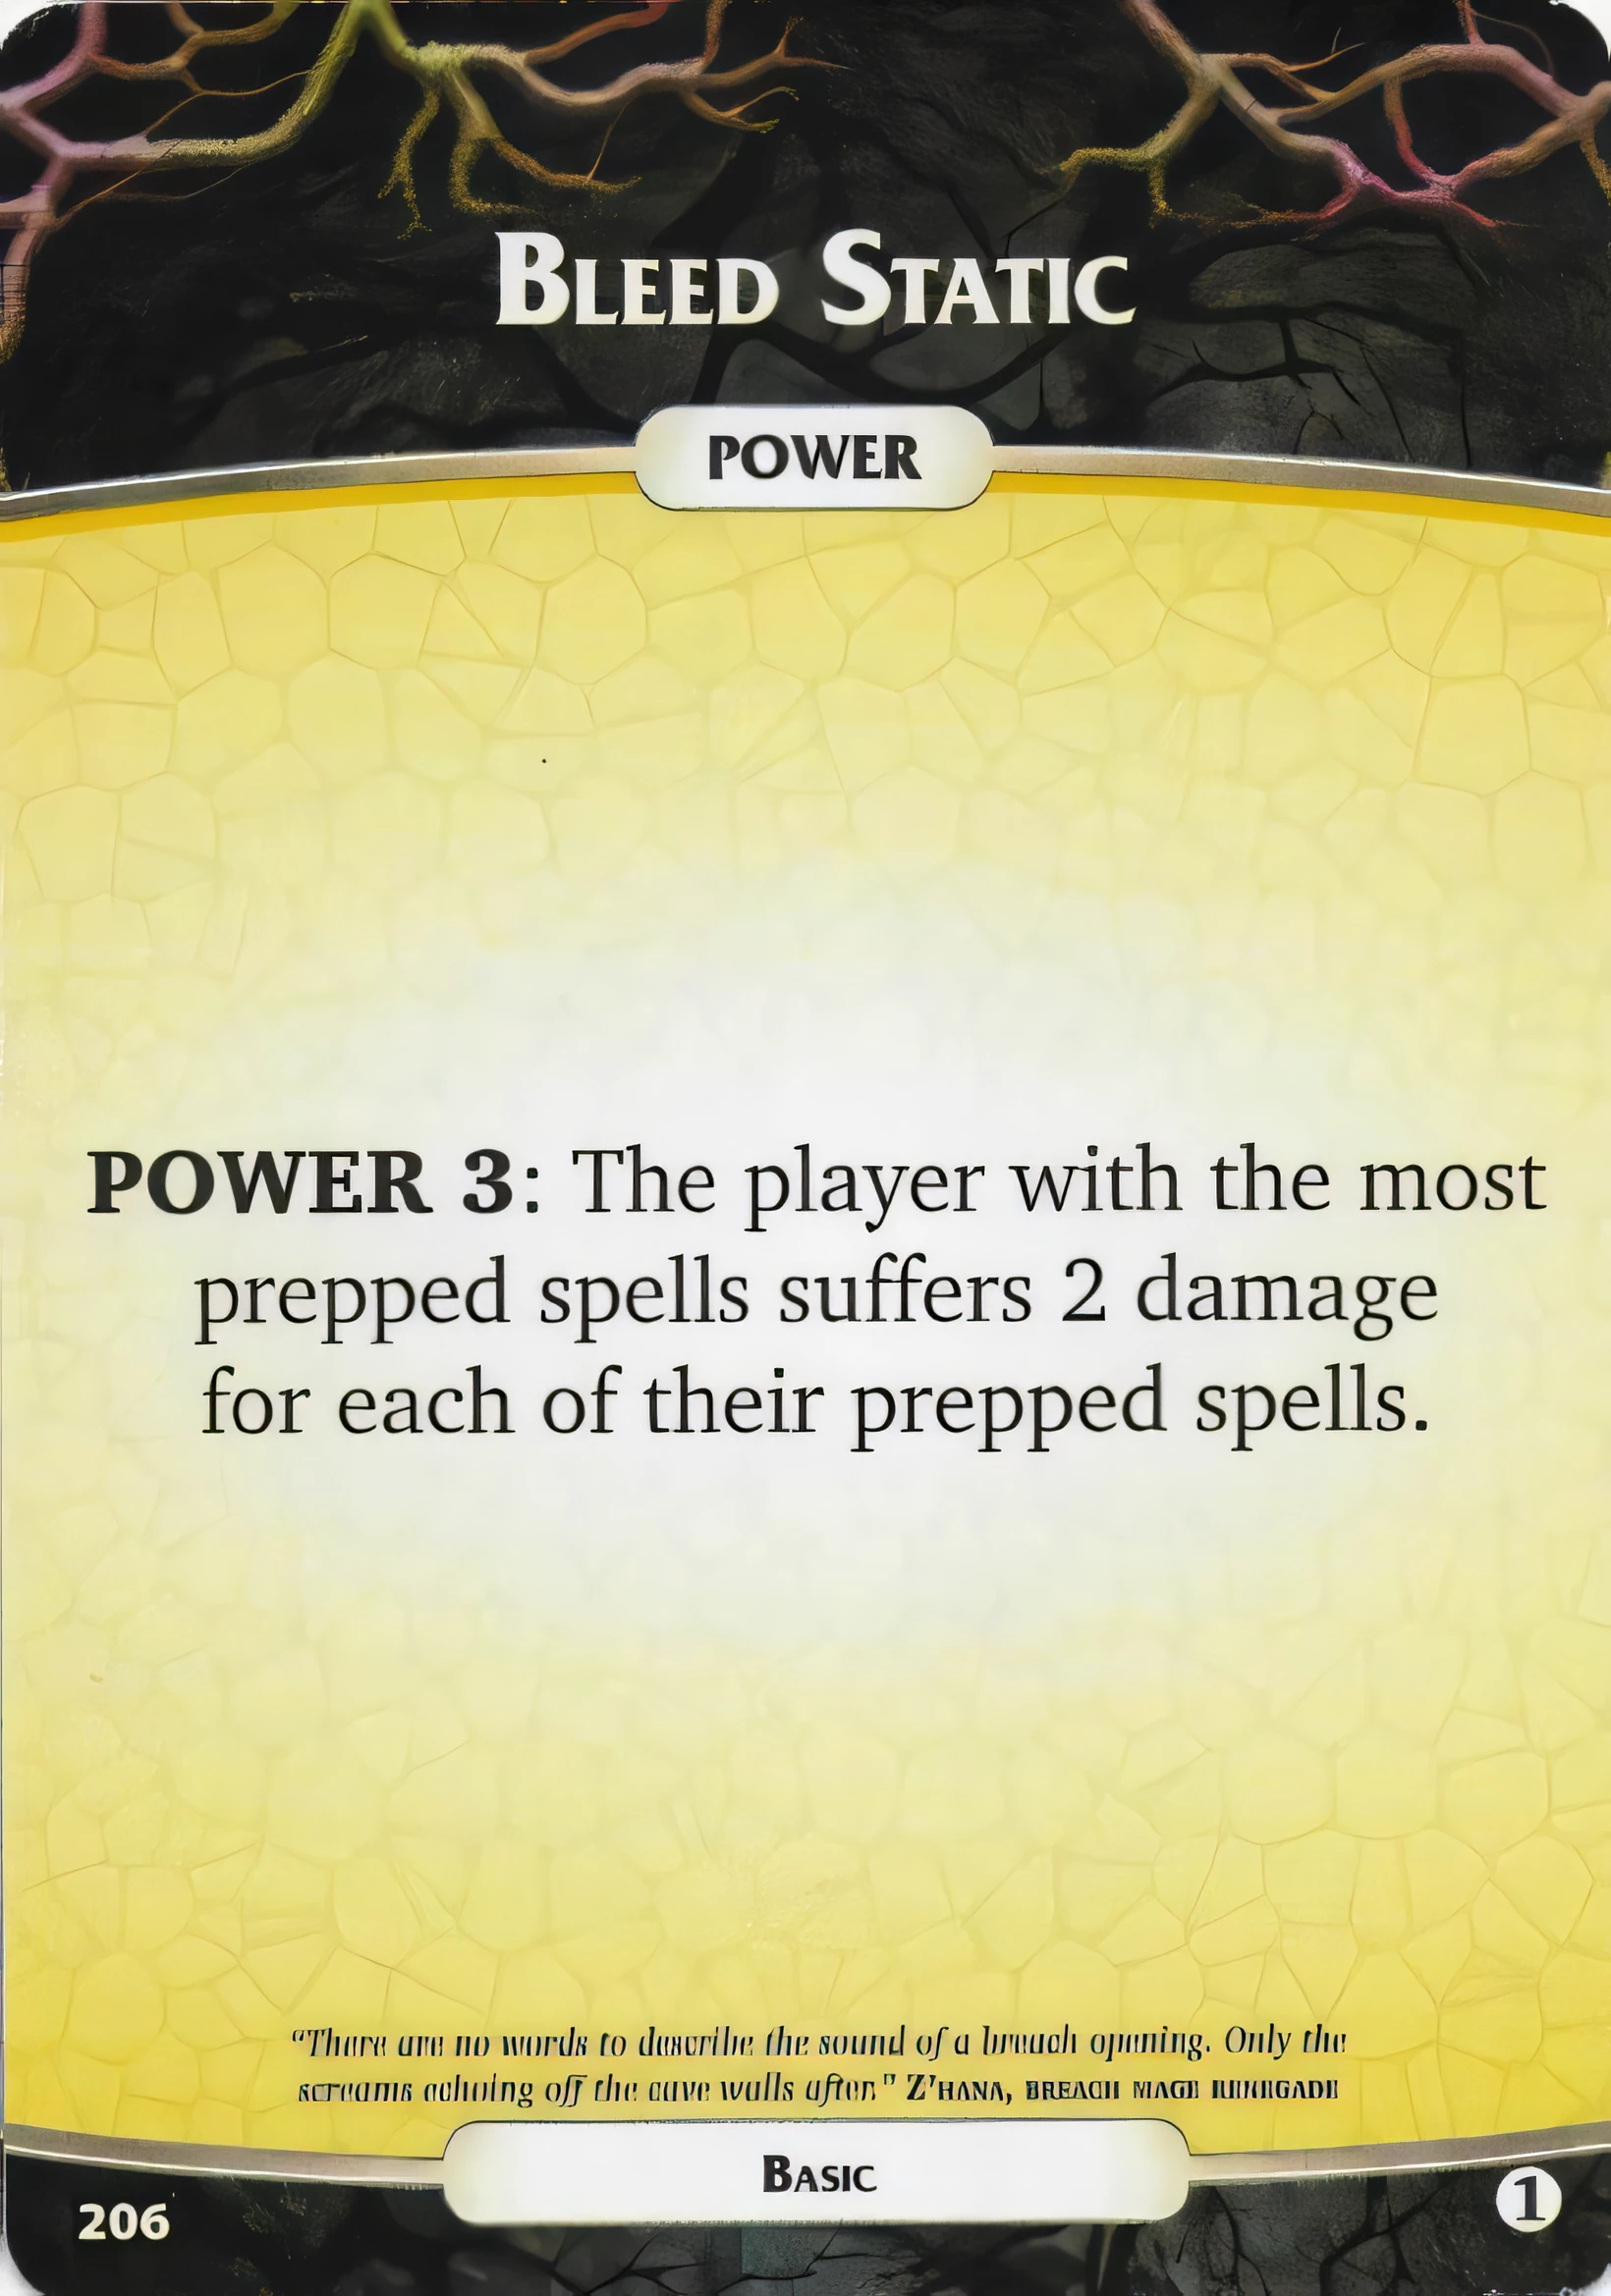 BLEED STATIC
POWER
POWER 3: The player with the most
prepped spells suffers 2 damage
for each of their prepped spells.
"There are no words to describe the sound of a breach opening. Only the
screams echoing off the cave walls after." Z'HANA, BREACH MAGE RENEGADE
BASIC
206
1